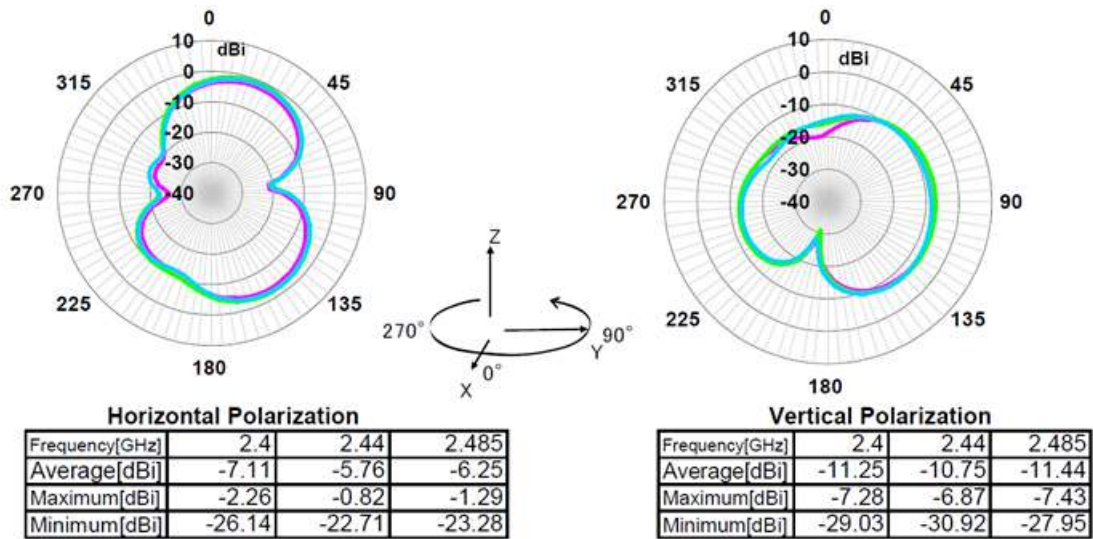 0
10
dBi
0
-10
-20
-30
-40
45
90
135
180
225
270
315
Horizontal Polarization
Frequency[GHz] 2.4 2.44 2.485
Average[dBi] -7.11 -5.76 -6.25
Maximum[dBi] -2.26 -0.82 -1.29
Minimum[dBi] -26.14 -22.71 -23.28
Z
270°
90°
Y
0°
X
0
10
dBi
0
-10
-20
-30
-40
45
90
135
180
225
270
315
Vertical Polarization
Frequency[GHz] 2.4 2.44 2.485
Average[dBi] -11.25 -10.75 -11.44
Maximum[dBi] -7.28 -6.87 -7.43
Minimum[dBi] -29.03 -30.92 -27.95